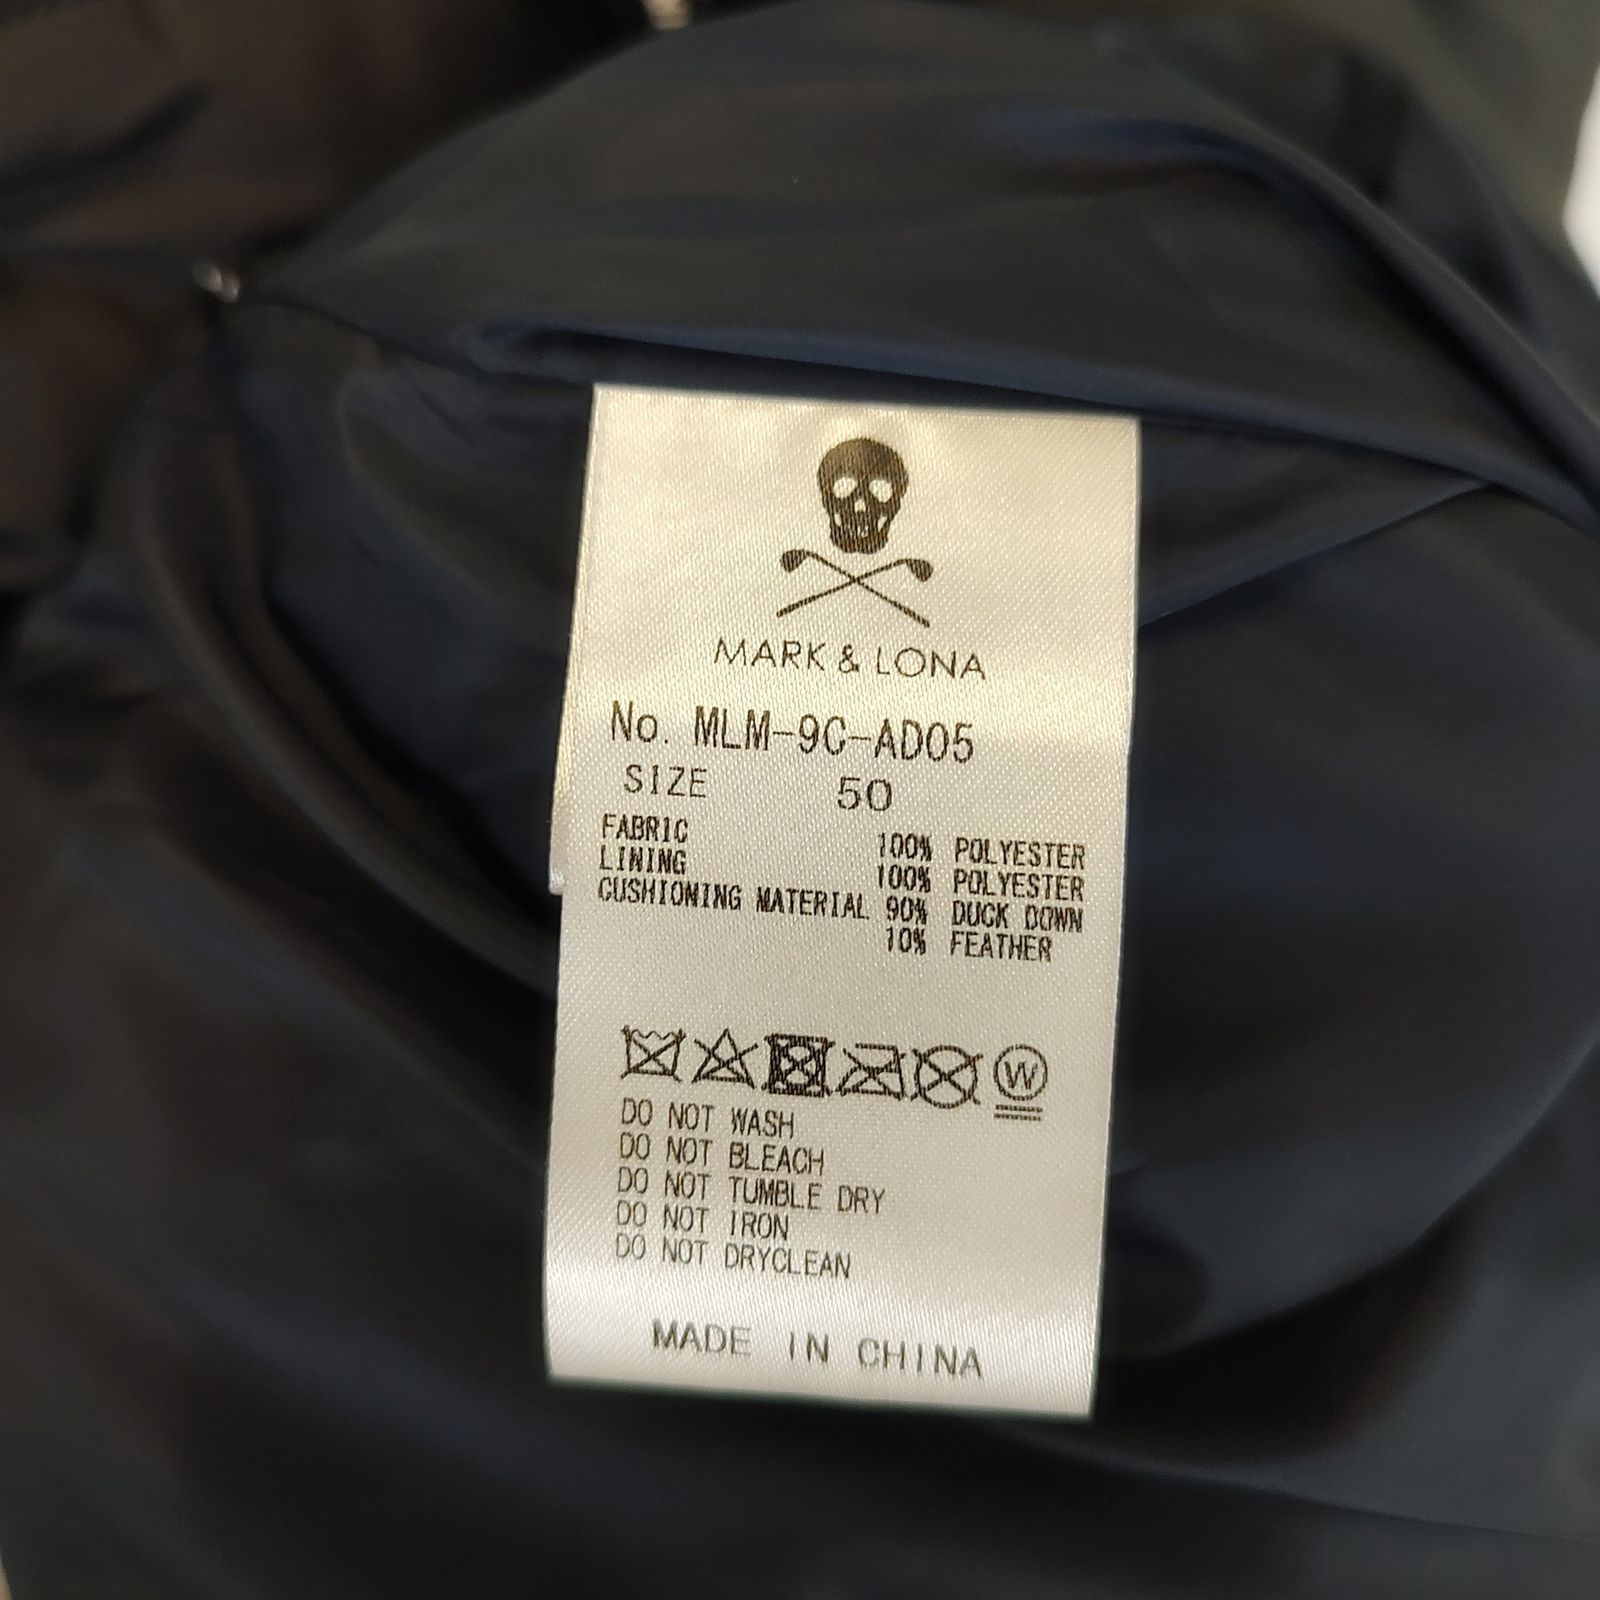 MARK & LONA
No. MLM-9C-AD05
SIZE 50
FABRIC 100% POLYESTER
LINING 100% POLYESTER
CUSHIONING MATERIAL 90% DUCK DOWN
10% FEATHER
W
DO NOT WASH
DO NOT BLEACH
DO NOT TUMBLE DRY
DO NOT IRON
DO NOT DRYCLEAN
MADE IN CHINA